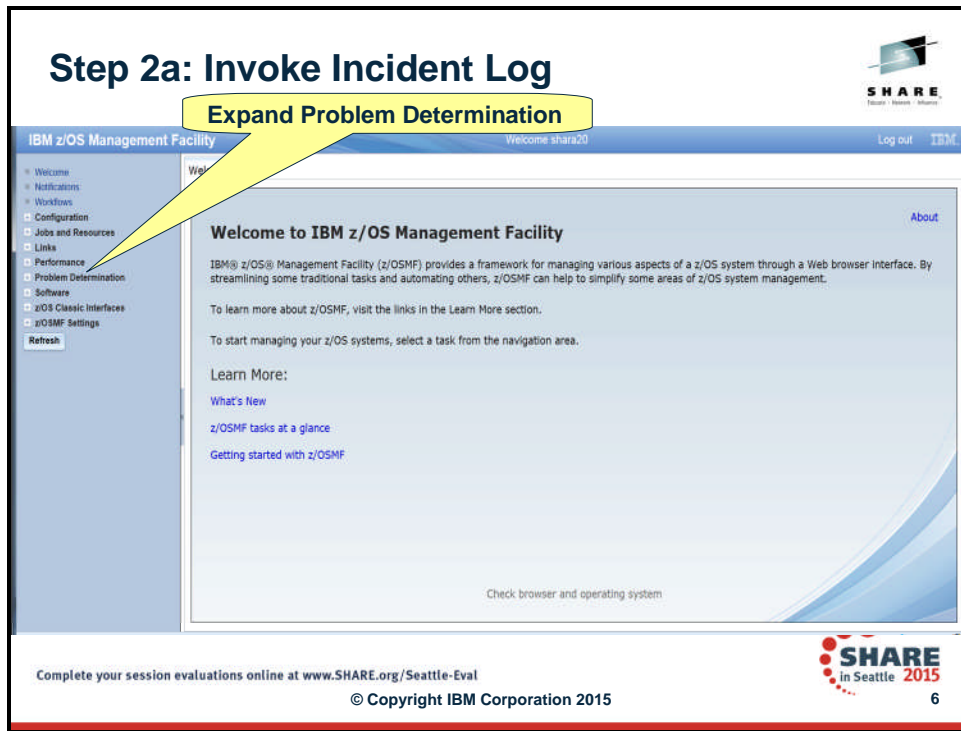 Step 2a: Invoke Incident Log
SHARE
Educate · Network · Influence
Expand Problem Determination
IBM z/OS Management Facility
Welcome shara20
Log out
IBM.
Welcome
Notifications
Workflows
Configuration
Jobs and Resources
Links
Performance
Problem Determination
Software
z/OS Classic Interfaces
z/OSMF Settings
Refresh
Wel
About
Welcome to IBM z/OS Management Facility
IBM® z/OS® Management Facility (z/OSMF) provides a framework for managing various aspects of a z/OS system through a Web browser interface. By
streamlining some traditional tasks and automating others, z/OSMF can help to simplify some areas of z/OS system management.
To learn more about z/OSMF, visit the links in the Learn More section.
To start managing your z/OS systems, select a task from the navigation area.
Learn More:
What's New
z/OSMF tasks at a glance
Getting started with z/OSMF
Check browser and operating system
Complete your session evaluations online at www.SHARE.org/Seattle-Eval
SHARE
in Seattle 2015
© Copyright IBM Corporation 2015
6